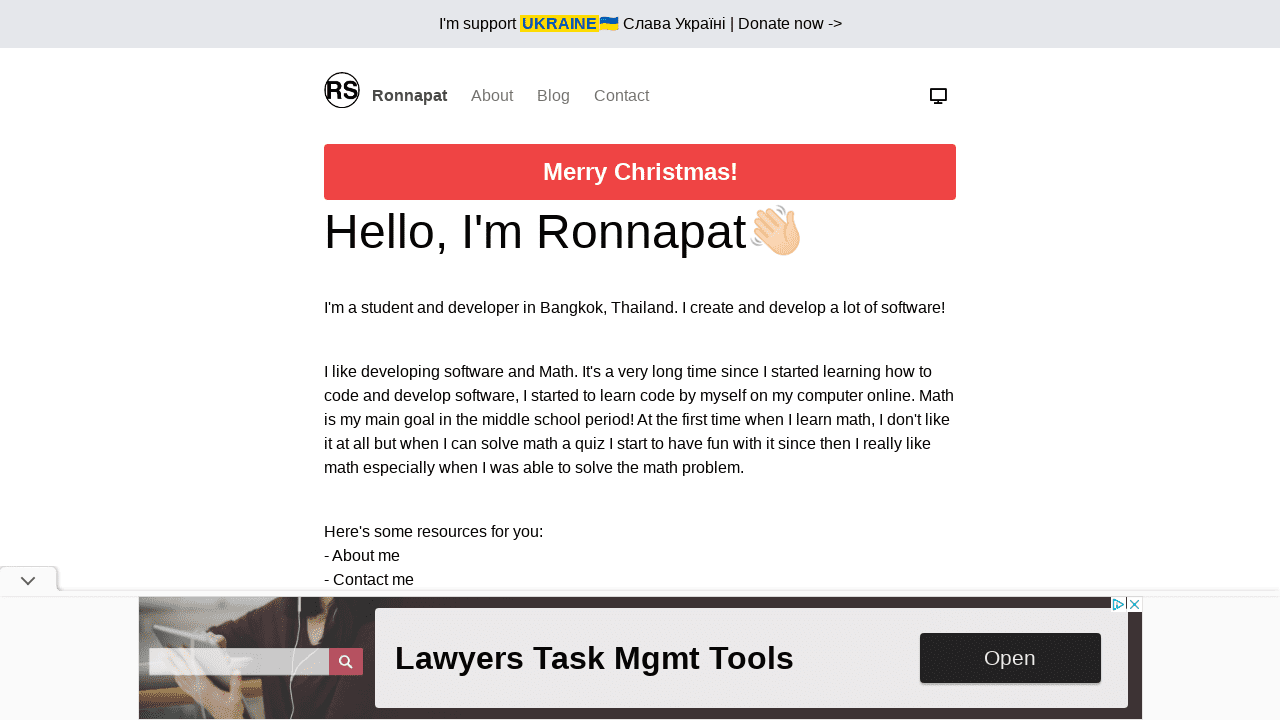 I'm support UKRAINE🇺🇦 Слава Україні | Donate now ->
RS Ronnapat About Blog Contact
Merry Christmas!
Hello, I'm Ronnapat👋🏻
I'm a student and developer in Bangkok, Thailand. I create and develop a lot of software!
I like developing software and Math. It's a very long time since I started learning how to
code and develop software, I started to learn code by myself on my computer online. Math
is my main goal in the middle school period! At the first time when I learn math, I don't like
it at all but when I can solve math a quiz I start to have fun with it since then I really like
math especially when I was able to solve the math problem.
Here's some resources for you:
- About me
- Contact me
Lawyers Task Mgmt Tools
Open